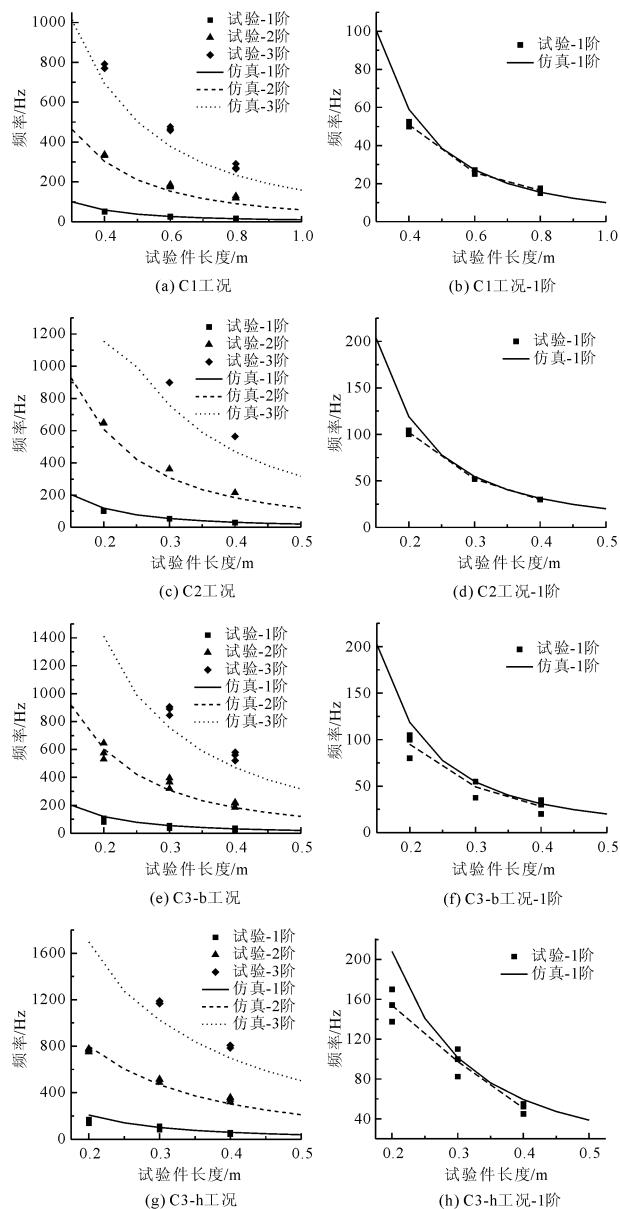 1000
800
600
400
200
0
频率/Hz
试验-1阶
试验-2阶
试验-3阶
仿真-1阶
仿真-2阶
仿真-3阶
0.4 0.6 0.8 1.0
试验件长度/m
(a) C1工况
100
80
60
40
20
0
频率/Hz
试验-1阶
仿真-1阶
0.4 0.6 0.8 1.0
试验件长度/m
(b) C1工况-1阶
1200
1000
800
600
400
200
0
频率/Hz
试验-1阶
试验-2阶
试验-3阶
仿真-1阶
仿真-2阶
仿真-3阶
0.2 0.3 0.4 0.5
试验件长度/m
(c) C2工况
200
150
100
50
0
频率/Hz
试验-1阶
仿真-1阶
0.2 0.3 0.4 0.5
试验件长度/m
(d) C2工况-1阶
1400
1200
1000
800
600
400
200
0
频率/Hz
试验-1阶
试验-2阶
试验-3阶
仿真-1阶
仿真-2阶
仿真-3阶
0.2 0.3 0.4 0.5
试验件长度/m
(e) C3-b工况
200
150
100
50
0
频率/Hz
试验-1阶
仿真-1阶
0.2 0.3 0.4 0.5
试验件长度/m
(f) C3-b工况-1阶
1600
1200
800
400
0
频率/Hz
试验-1阶
试验-2阶
试验-3阶
仿真-1阶
仿真-2阶
仿真-3阶
0.2 0.3 0.4 0.5
试验件长度/m
(g) C3-h工况
200
160
120
80
40
频率/Hz
试验-1阶
仿真-1阶
0.2 0.3 0.4 0.5
试验件长度/m
(h) C3-h工况-1阶